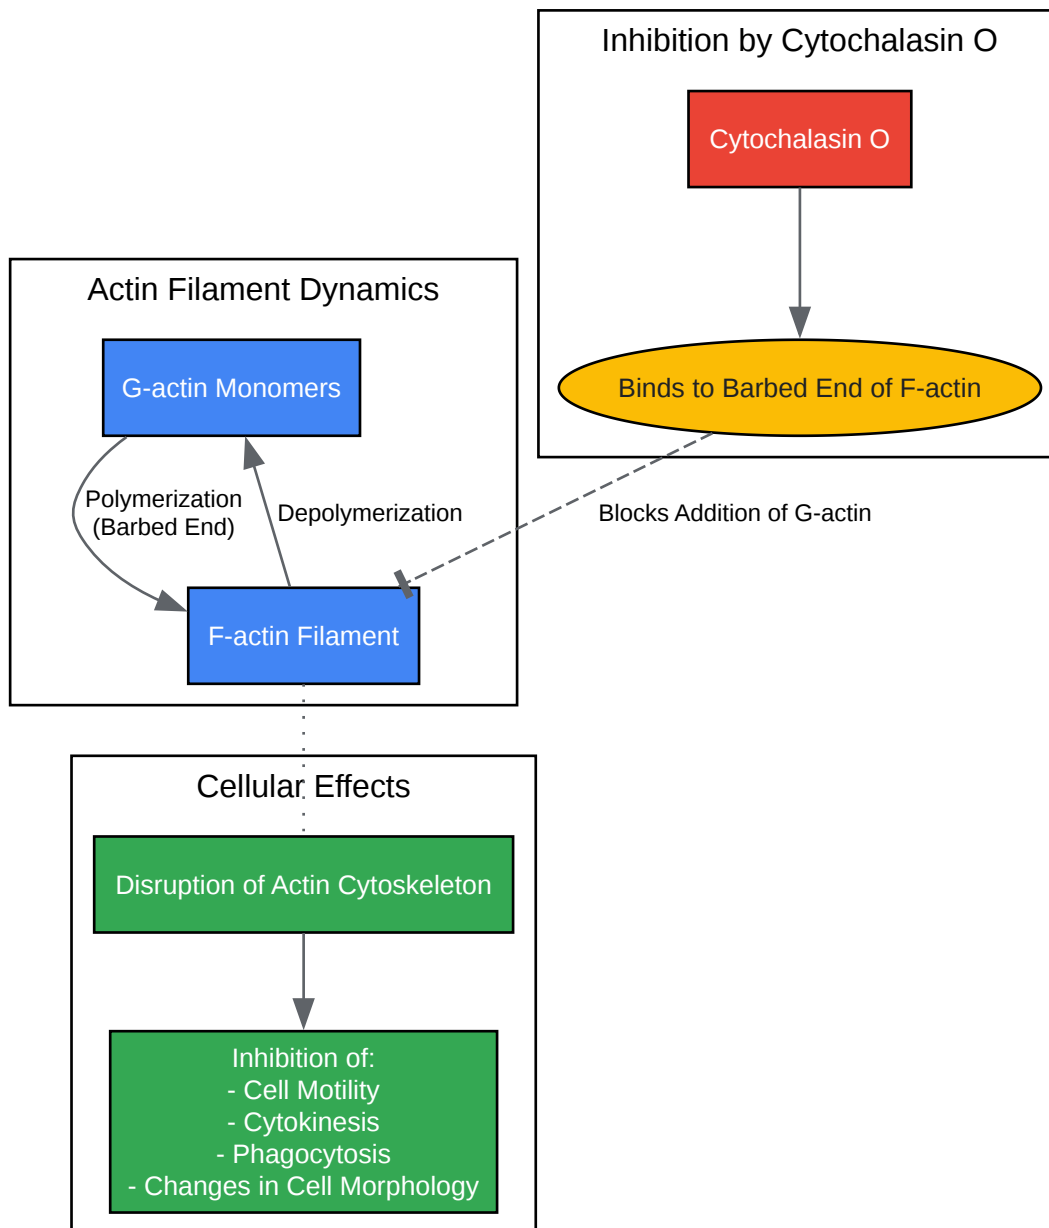 Inhibition by Cytochalasin O
Cytochalasin O
Binds to Barbed End of F-actin
Blocks Addition of G-actin
Actin Filament Dynamics
G-actin Monomers
Polymerization
(Barbed End)
Depolymerization
F-actin Filament
Cellular Effects
Disruption of Actin Cytoskeleton
Inhibition of:
- Cell Motility
- Cytokinesis
- Phagocytosis
- Changes in Cell Morphology